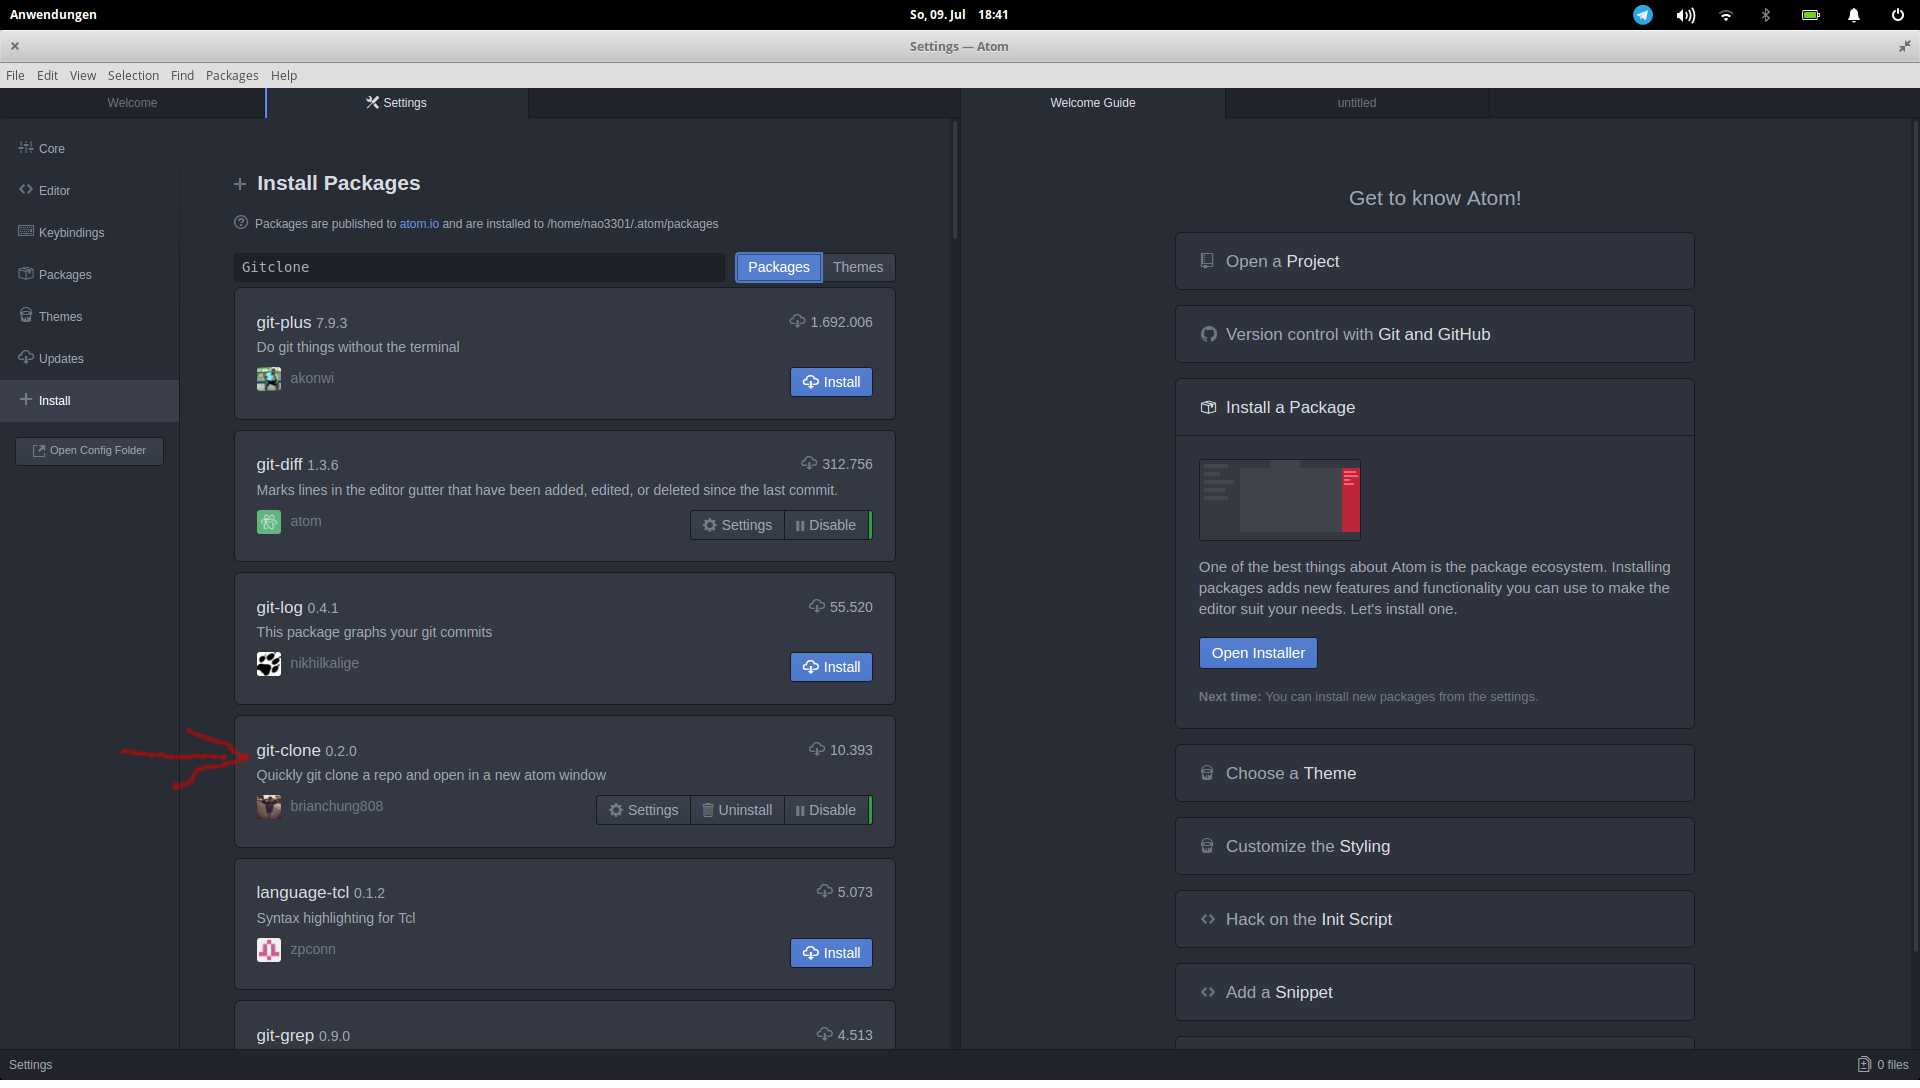 Anwendungen
So, 09. Jul 18:41
Settings — Atom
File Edit View Selection Find Packages Help
Welcome
Settings
Welcome Guide
untitled
Core
Editor
Keybindings
Packages
Themes
Updates
Install
Open Config Folder
Install Packages
Packages are published to atom.io and are installed to /home/nao3301/.atom/packages
Gitclone
Packages
Themes
git-plus 7.9.3
1.692.006
Do git things without the terminal
akonwi
Install
git-diff 1.3.6
312.756
Marks lines in the editor gutter that have been added, edited, or deleted since the last commit.
atom
Settings
Disable
git-log 0.4.1
55.520
This package graphs your git commits
nikhilkalige
Install
git-clone 0.2.0
10.393
Quickly git clone a repo and open in a new atom window
brianchung808
Settings
Uninstall
Disable
language-tcl 0.1.2
5.073
Syntax highlighting for Tcl
zpconn
Install
git-grep 0.9.0
4.513
Get to know Atom!
Open a Project
Version control with Git and GitHub
Install a Package
One of the best things about Atom is the package ecosystem. Installing
packages adds new features and functionality you can use to make the
editor suit your needs. Let's install one.
Open Installer
Next time: You can install new packages from the settings.
Choose a Theme
Customize the Styling
Hack on the Init Script
Add a Snippet
Settings
0 files